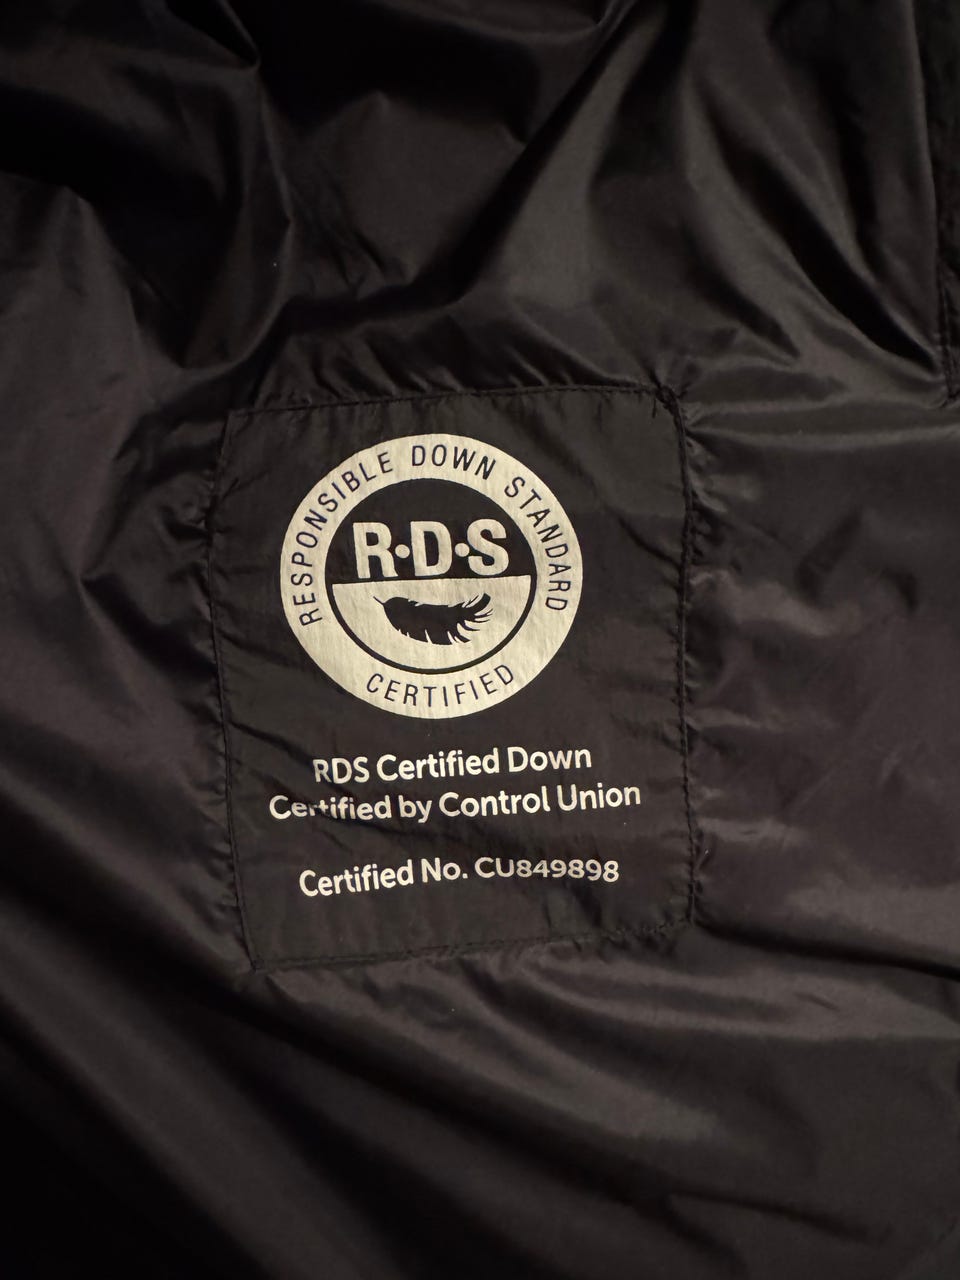 RESPONSIBLE DOWN STANDARD
R·D·S
CERTIFIED
RDS Certified Down
Certified by Control Union
Certified No. CU849898